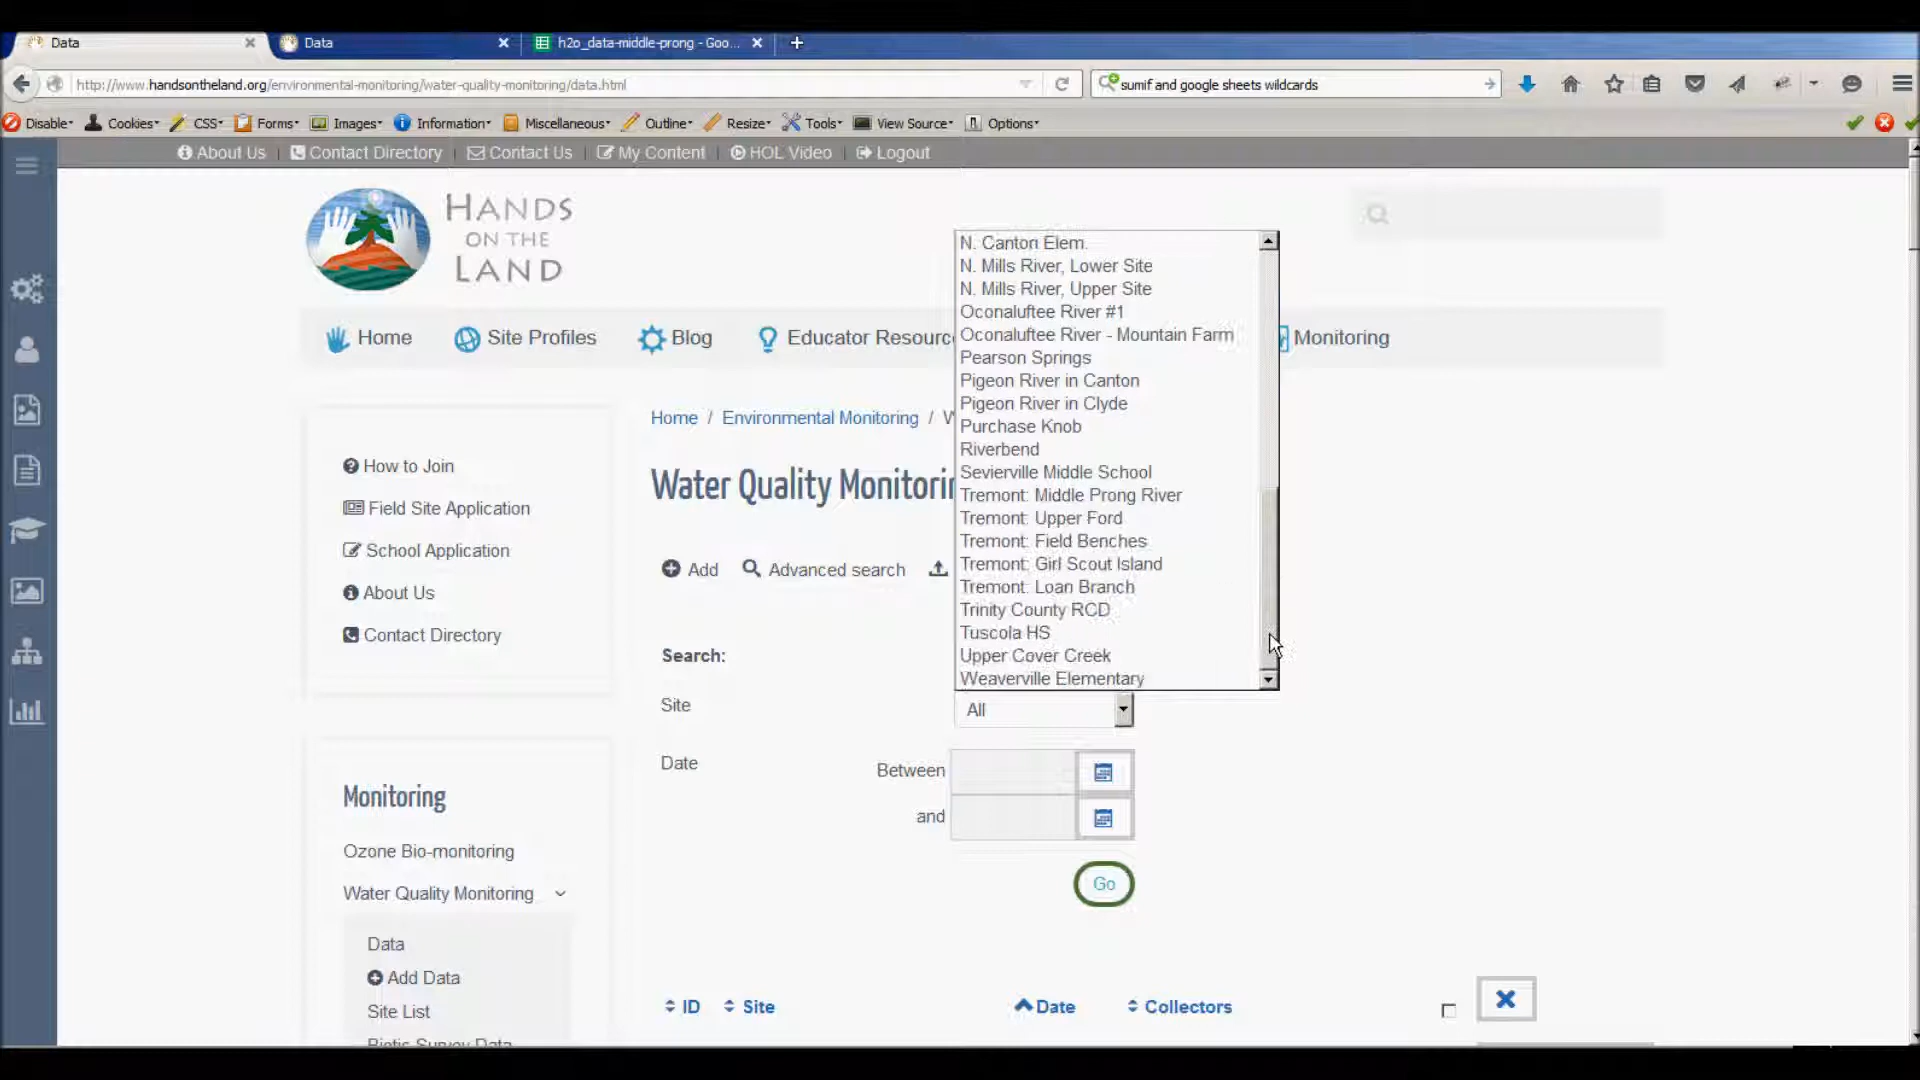 Data
Data
h2o_data-middle-prong - Goo...
http://www.handsontheland.org/environmental-monitoring/water-quality-monitoring/data.html
sumif and google sheets wildcards
Disable
Cookies
CSS
Forms
Images
Information
Miscellaneous
Outline
Resize
Tools
View Source
Options
About Us
Contact Directory
Contact Us
My Content
HOL Video
Logout
HANDS
ON THE
LAND
Home
Site Profiles
Blog
Educator Resourc
Monitoring
Home / Environmental Monitoring / W
Water Quality Monitorin
Add
Advanced search
How to Join
Field Site Application
School Application
About Us
Contact Directory
N. Canton Elem.
N. Mills River, Lower Site
N. Mills River, Upper Site
Oconaluftee River #1
Oconaluftee River - Mountain Farm
Pearson Springs
Pigeon River in Canton
Pigeon River in Clyde
Purchase Knob
Riverbend
Sevierville Middle School
Tremont: Middle Prong River
Tremont: Upper Ford
Tremont: Field Benches
Tremont: Girl Scout Island
Tremont: Loan Branch
Trinity County RCD
Tuscola HS
Upper Cover Creek
Weaverville Elementary
Search:
Site
All
Date
Between
and
Go
Monitoring
Ozone Bio-monitoring
Water Quality Monitoring
Data
Add Data
Site List
Biotic Survey Data
ID
Site
Date
Collectors